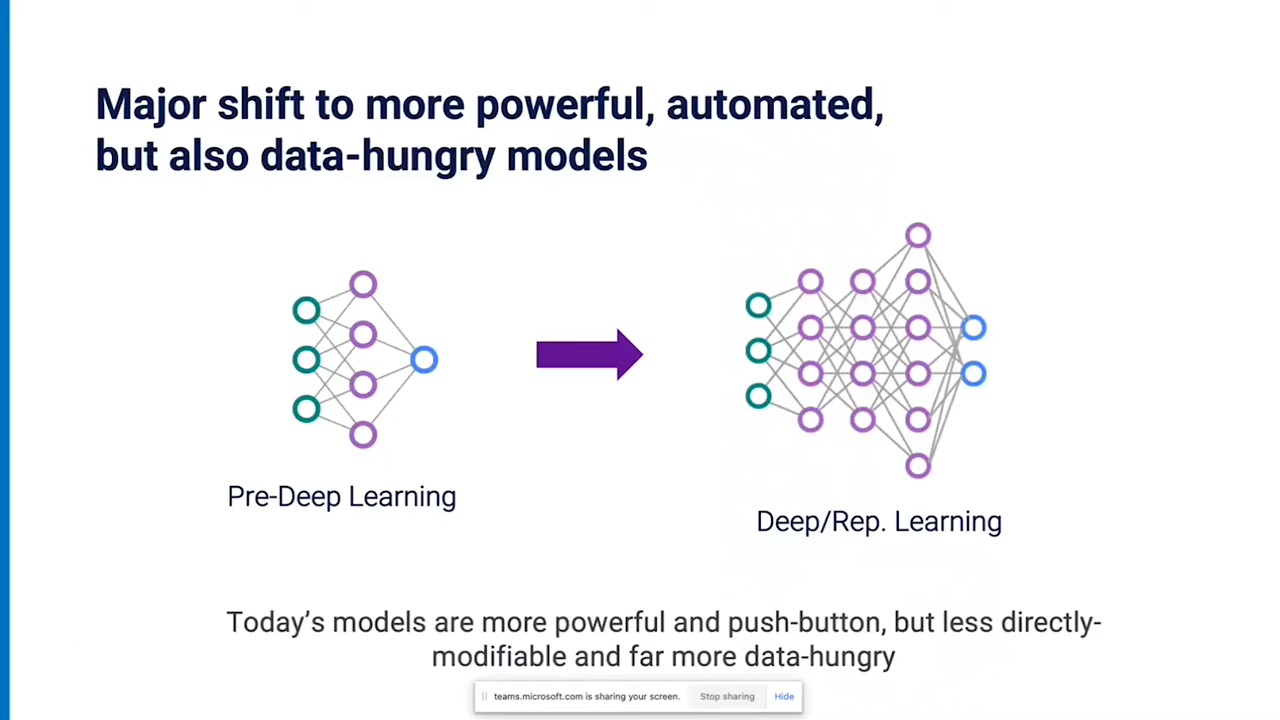 Major shift to more powerful, automated,
but also data-hungry models
Pre-Deep Learning
Deep/Rep. Learning
Today’s models are more powerful and push-button, but less directly-
modifiable and far more data-hungry
teams.microsoft.com is sharing your screen. Stop sharing Hide